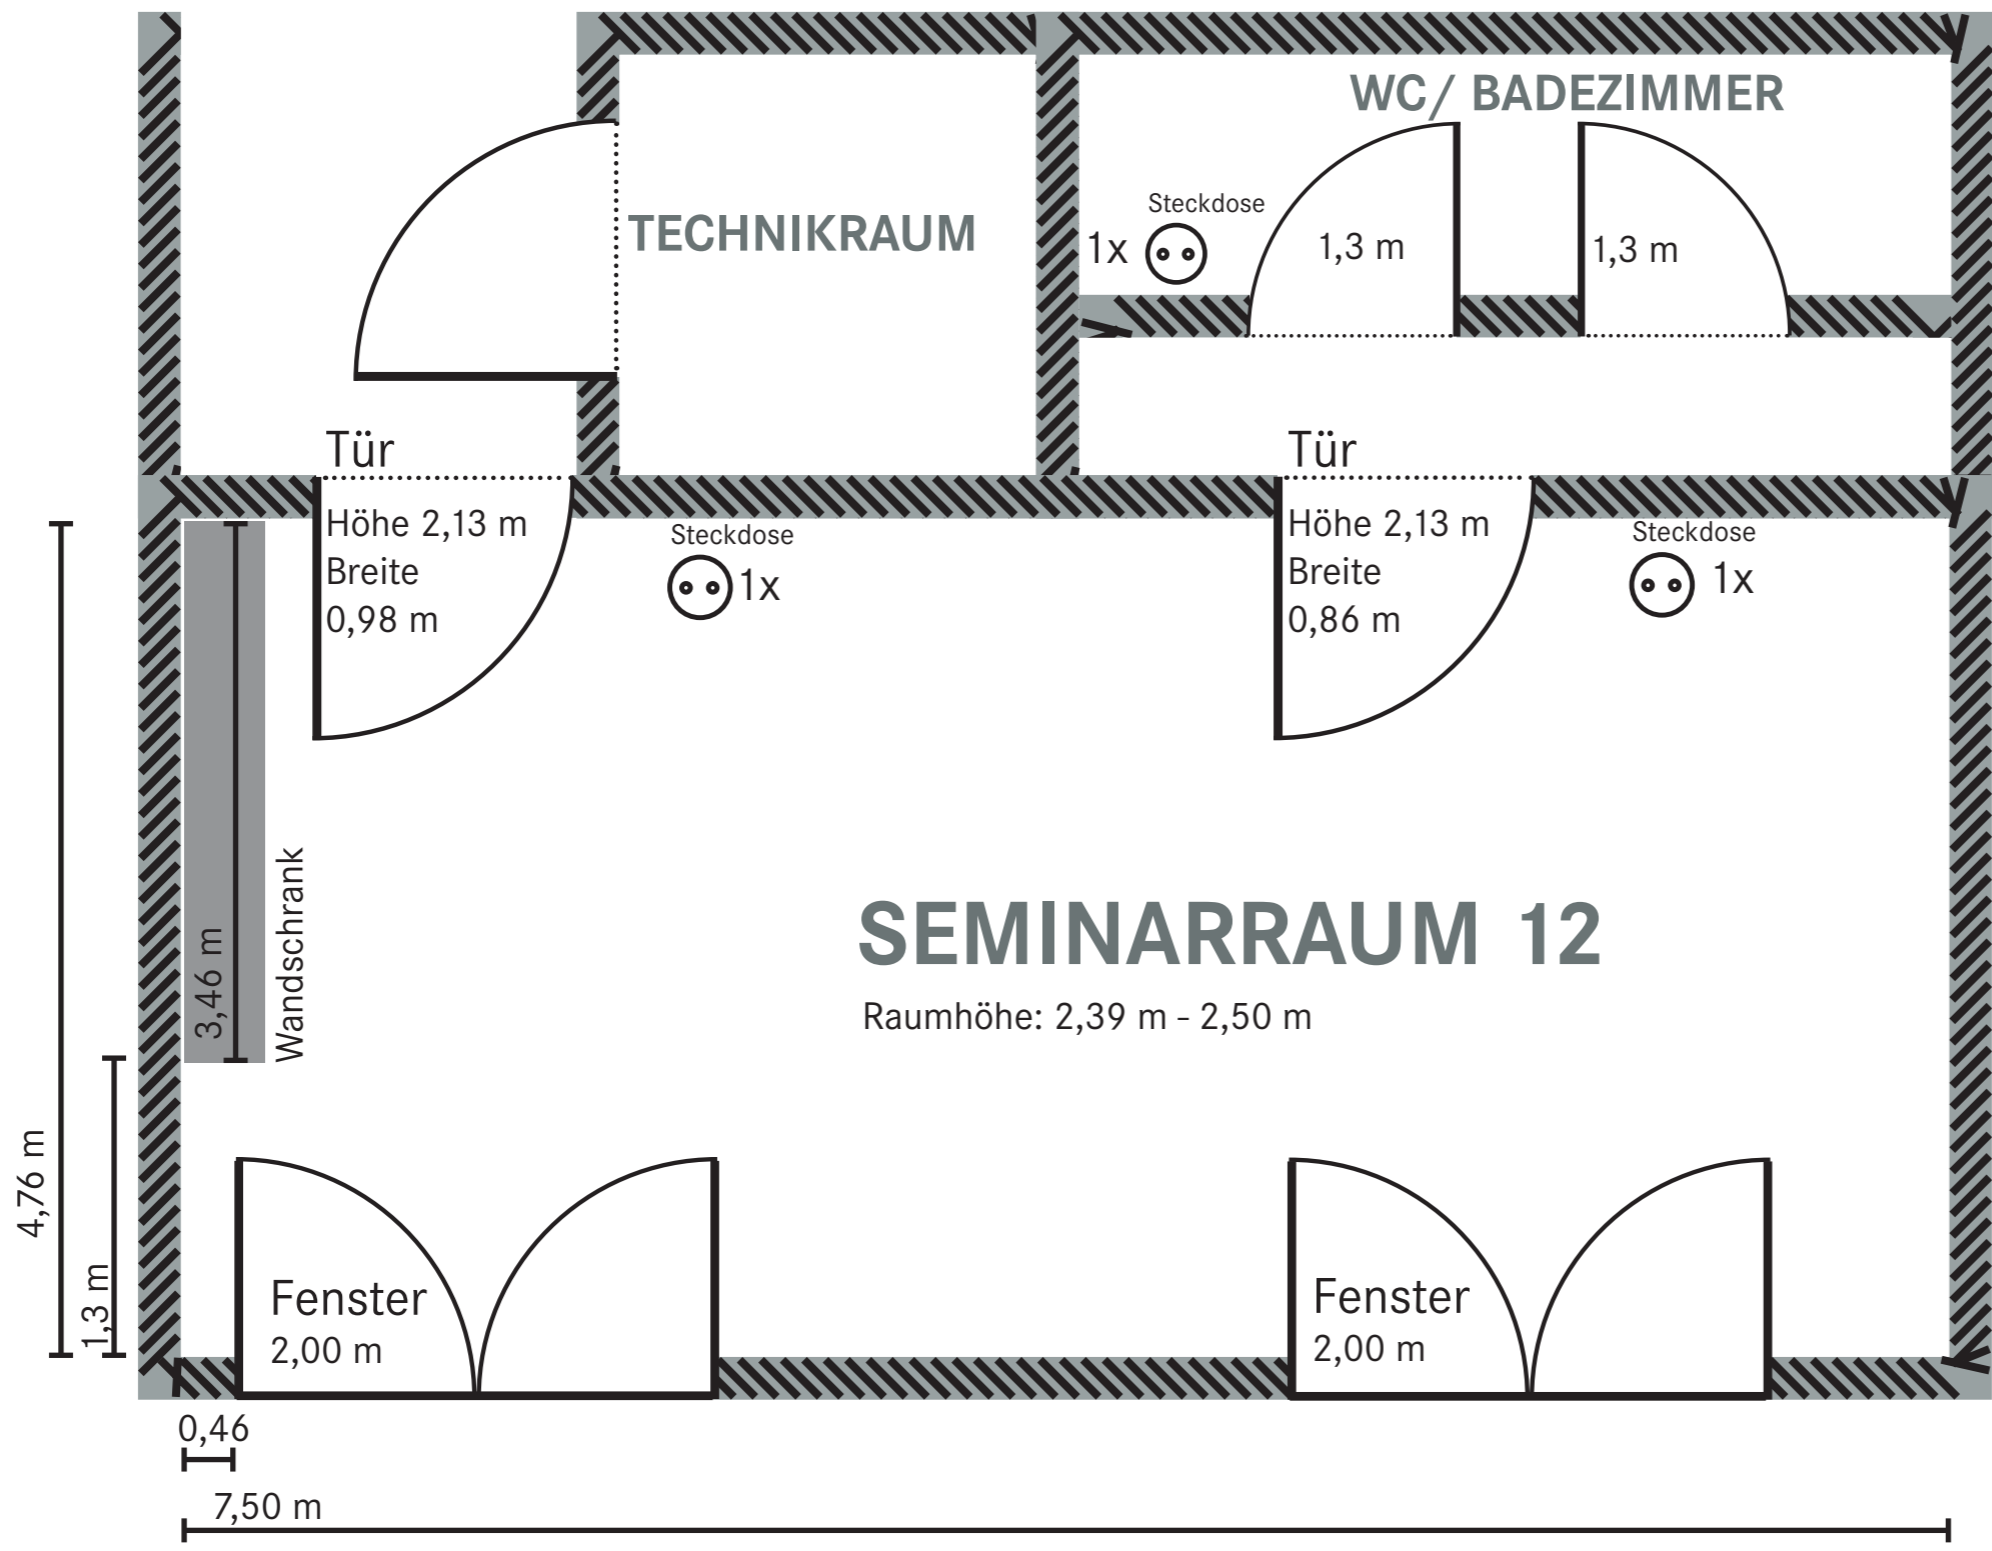 WC/ BADEZIMMER
TECHNIKRAUM
Steckdose
1x
1,3 m
1,3 m
Tür
Höhe 2,13 m
Breite
0,98 m
Steckdose
1x
Tür
Höhe 2,13 m
Breite
0,86 m
Steckdose
1x
3,46 m
Wandschrank
SEMINARRAUM 12
Raumhöhe: 2,39 m - 2,50 m
4,76 m
1,3 m
Fenster
2,00 m
Fenster
2,00 m
0,46
7,50 m